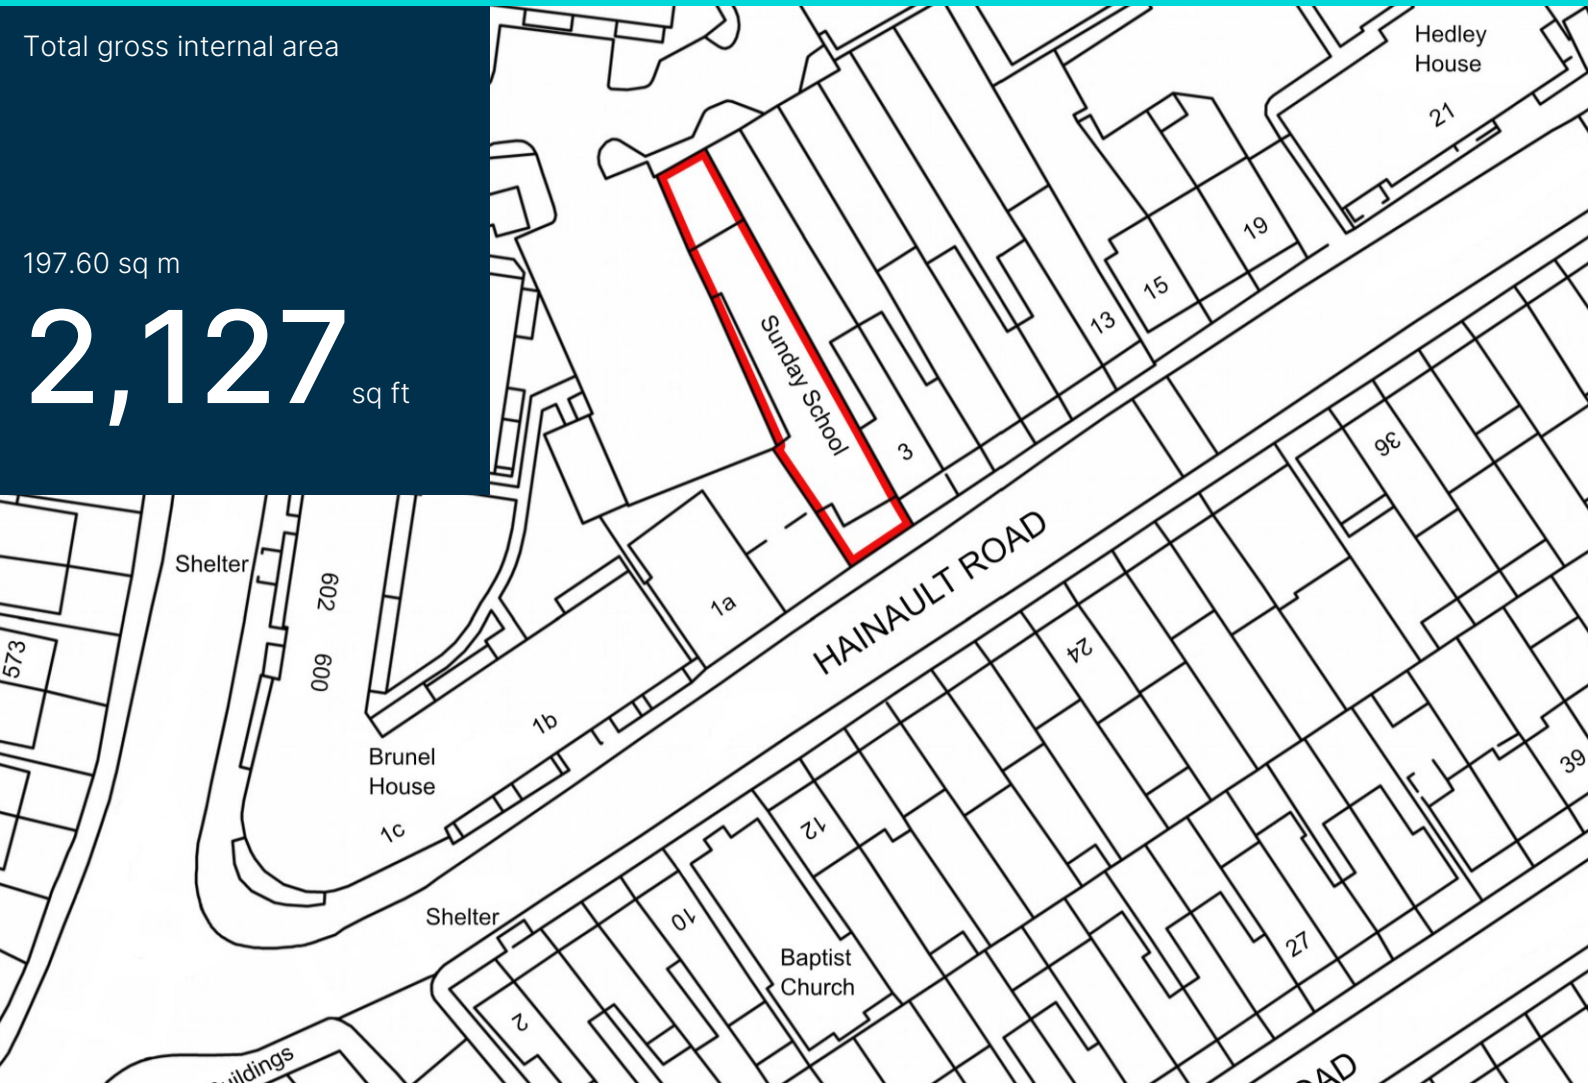 Total gross internal area
197.60 sq m
2,127 sq ft
Hedley
House
21
19
15
13
Sunday School
3
36
HAINAULT ROAD
Shelter
602
600
573
1a
24
1b
Brunel
House
1c
12
39
Shelter
10
Baptist
Church
27
2